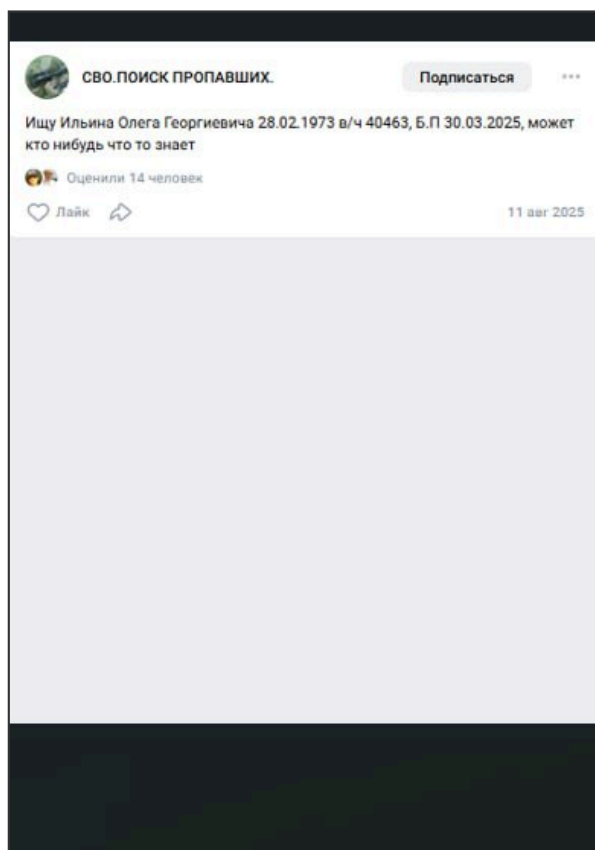 СВО.ПОИСК ПРОПАВШИХ.
Подписаться
Ищу Ильина Олега Георгиевича 28.02.1973 в/ч 40463, Б.П 30.03.2025, может
кто нибудь что то знает
Оценили 14 человек
Лайк
11 авг 2025